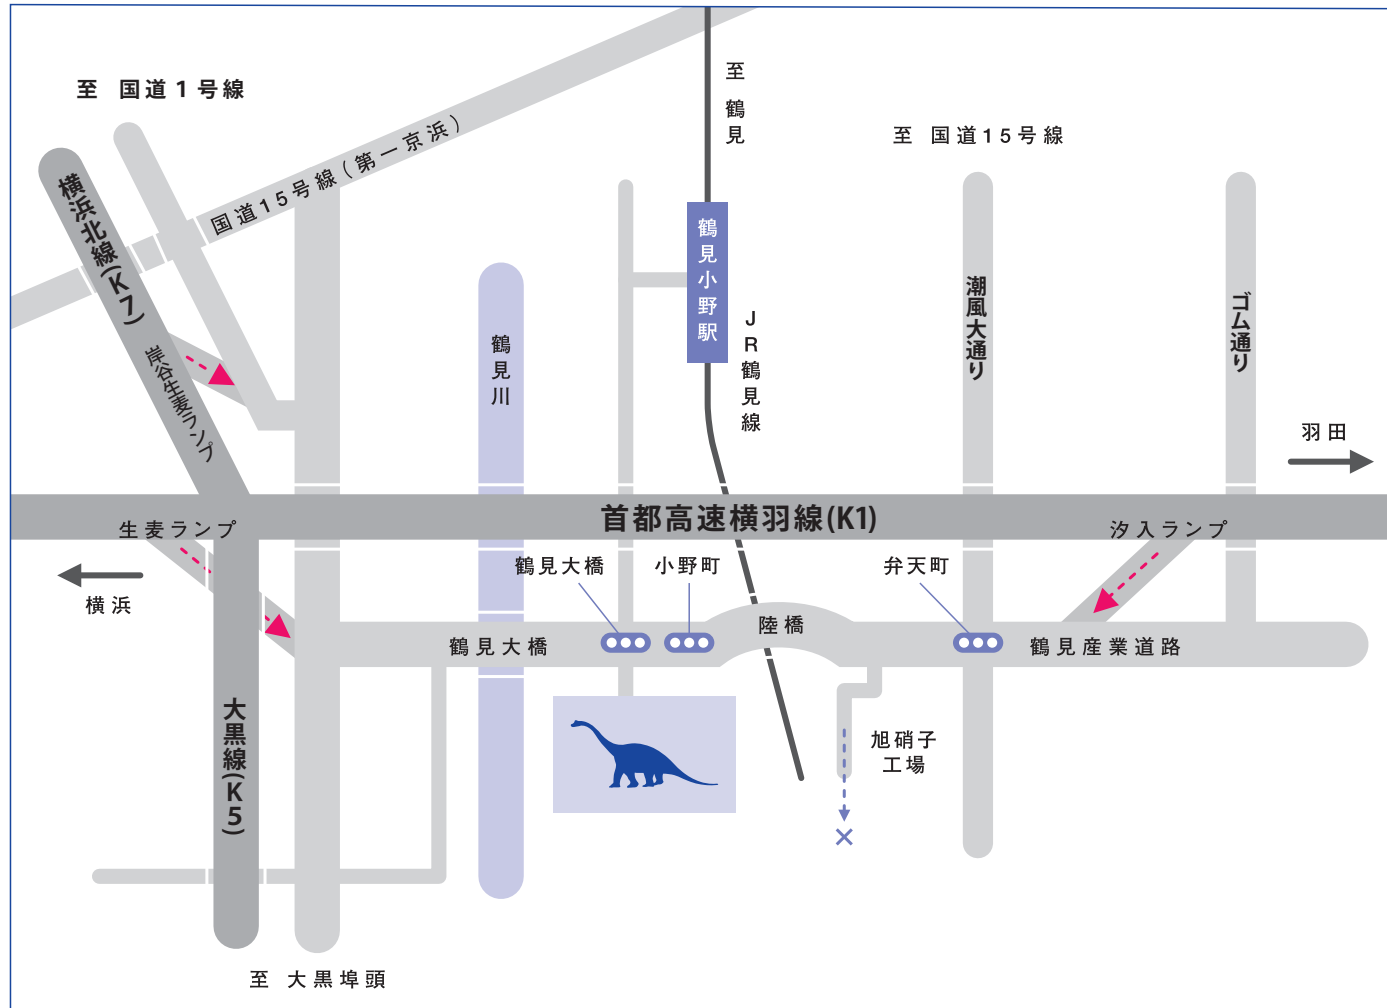 至 国道1号線
至 鶴見
国道15号線(第一京浜)
至 国道15号線
横浜北線(K7)
鶴見小野駅
潮風大通り
ゴム通り
JR鶴見線
鶴見川
岸谷生麦ランプ
羽田
首都高速横羽線(K1)
生麦ランプ
汐入ランプ
横浜
鶴見大橋
小野町
弁天町
陸橋
鶴見大橋
鶴見産業道路
大黒線(K5)
旭硝子
工場
至 大黒埠頭